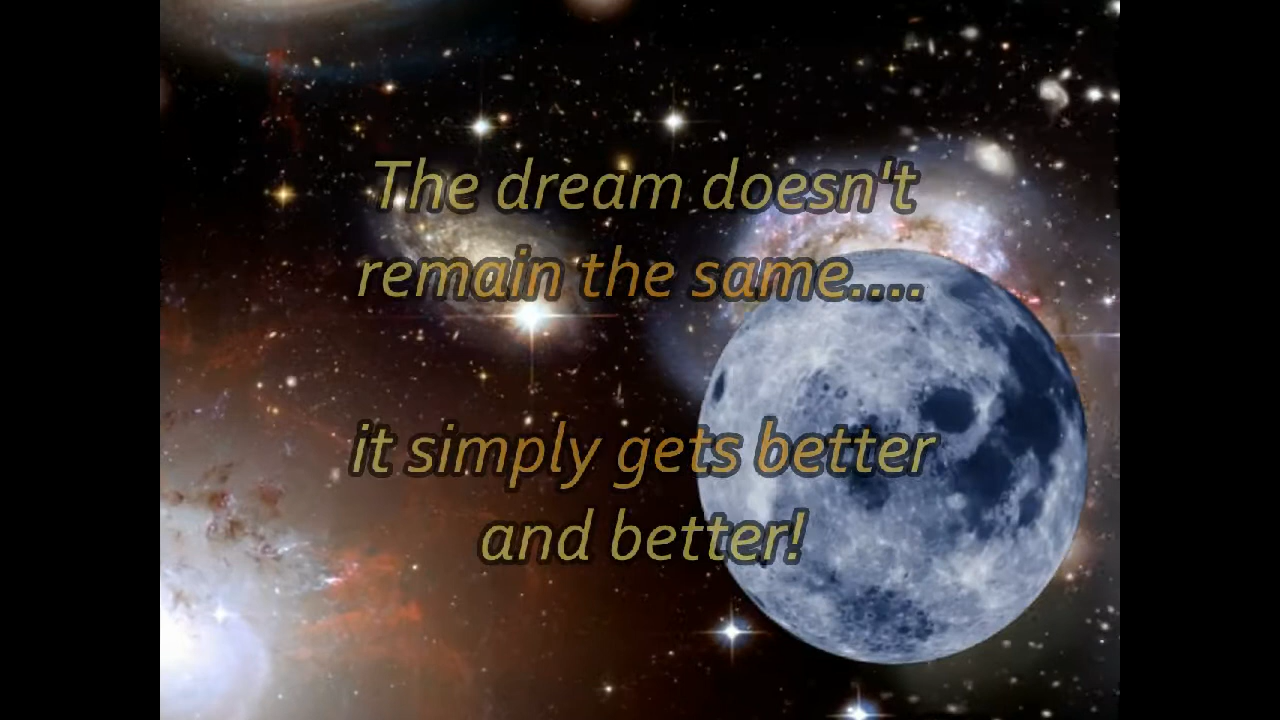 The dream doesn't
remain the same....
it simply gets better
and better!